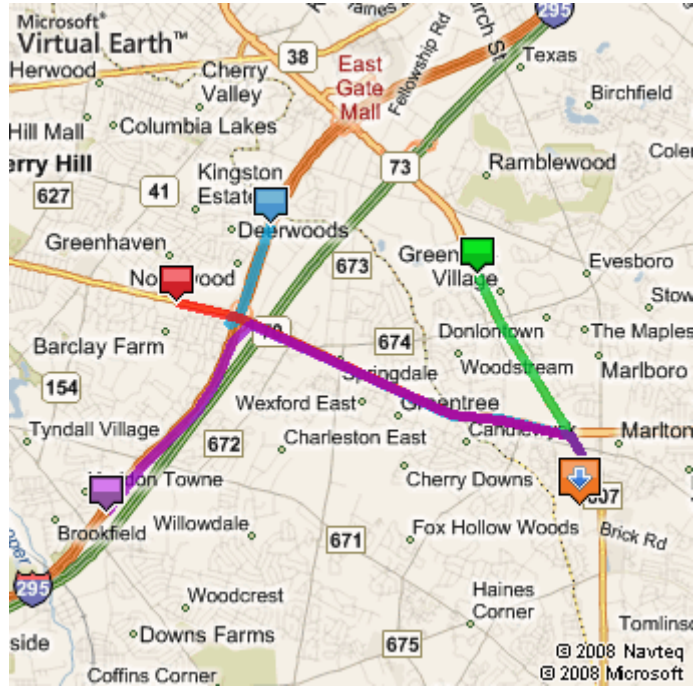 Microsoft®
Virtual Earth™
Fellowship Rd
295
Texas
38
Herwood
Cherry
Valley
East
Gate
Mall
Birchfield
Hill Mall
Columbia Lakes
rry Hill
Kingston
Estate
73
Ramblewood
Coler
627
41
Deerwoods
Greenhaven
673
Green
Village
Evesboro
Stow
Barclay Farm
674
Donlontown
The Maples
Springdale
Woodstream
Marlboro
154
Wexford East
Greentree
Tyndall Village
672
Charleston East
Marlton
Cherry Downs
Brookfield
Willowdale
671
Fox Hollow Woods
Brick Rd
295
Woodcrest
Haines
Corner
Tomlinso
side
Downs Farms
675
Coffins Corner
© 2008 Navteq
© 2008 Microsoft